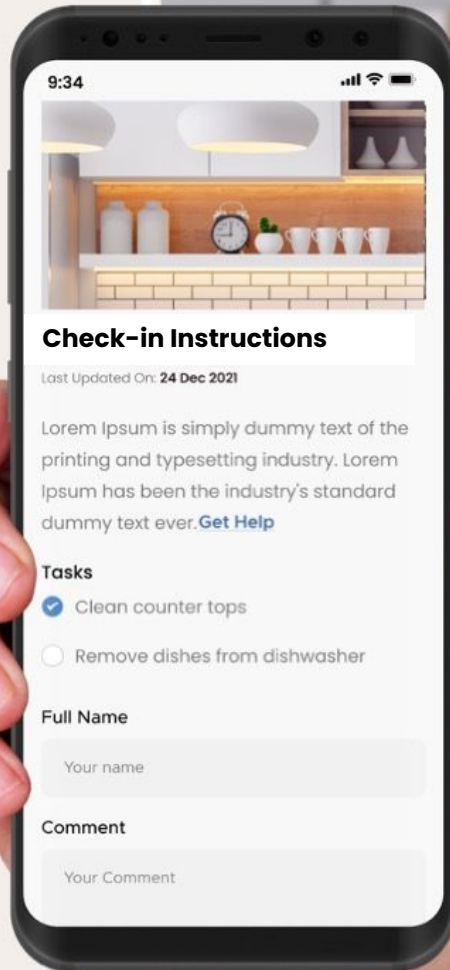 9:34
Check-in Instructions
Last Updated On: 24 Dec 2021
Lorem Ipsum is simply dummy text of the
printing and typesetting industry. Lorem
Ipsum has been the industry's standard
dummy text ever. Get Help
Tasks
Clean counter tops
Remove dishes from dishwasher
Full Name
Your name
Comment
Your Comment